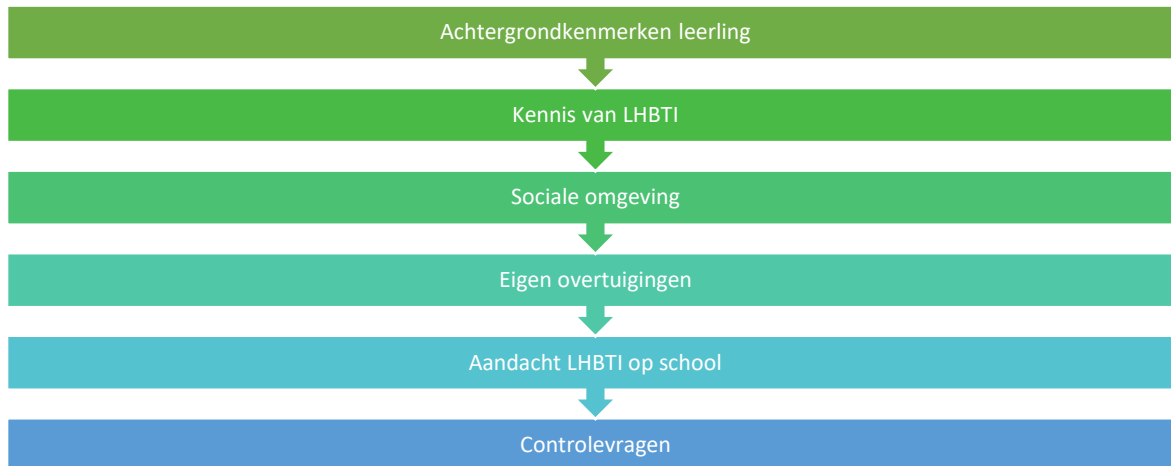 Achtergrondkenmerken leerling
Kennis van LHBTI
Sociale omgeving
Eigen overtuigingen
Aandacht LHBTI op school
Controlevragen